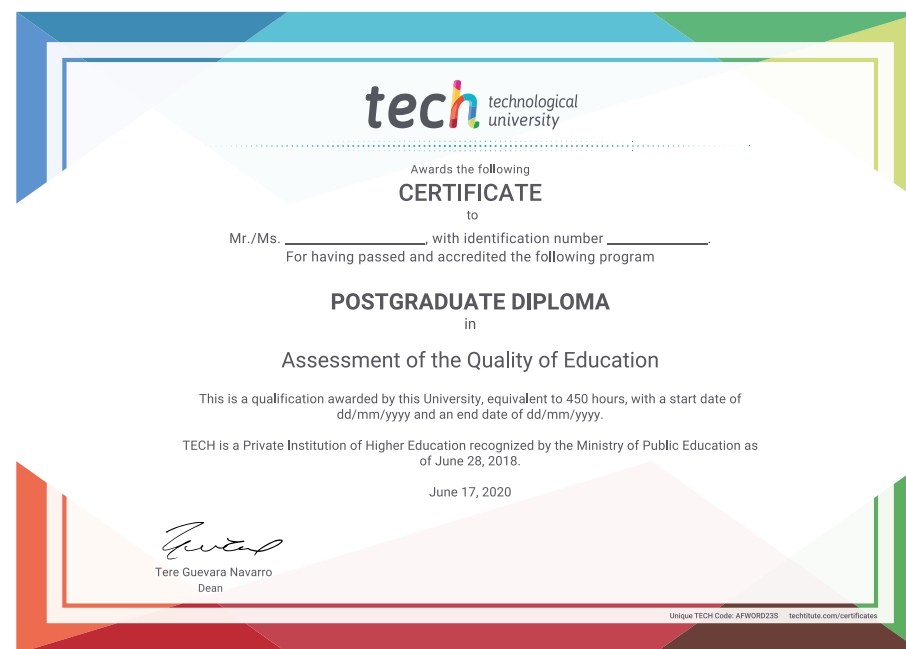 tech technological
university
Awards the following
CERTIFICATE
to
Mr./Ms. ____________________, with identification number ______________.
For having passed and accredited the following program
POSTGRADUATE DIPLOMA
in
Assessment of the Quality of Education
This is a qualification awarded by this University, equivalent to 450 hours, with a start date of
dd/mm/yyyy and an end date of dd/mm/yyyy.
TECH is a Private Institution of Higher Education recognized by the Ministry of Public Education as
of June 28, 2018.
June 17, 2020
Tere Guevara Navarro
Dean
Unique TECH Code: AFWORD23S techtitute.com/certificates